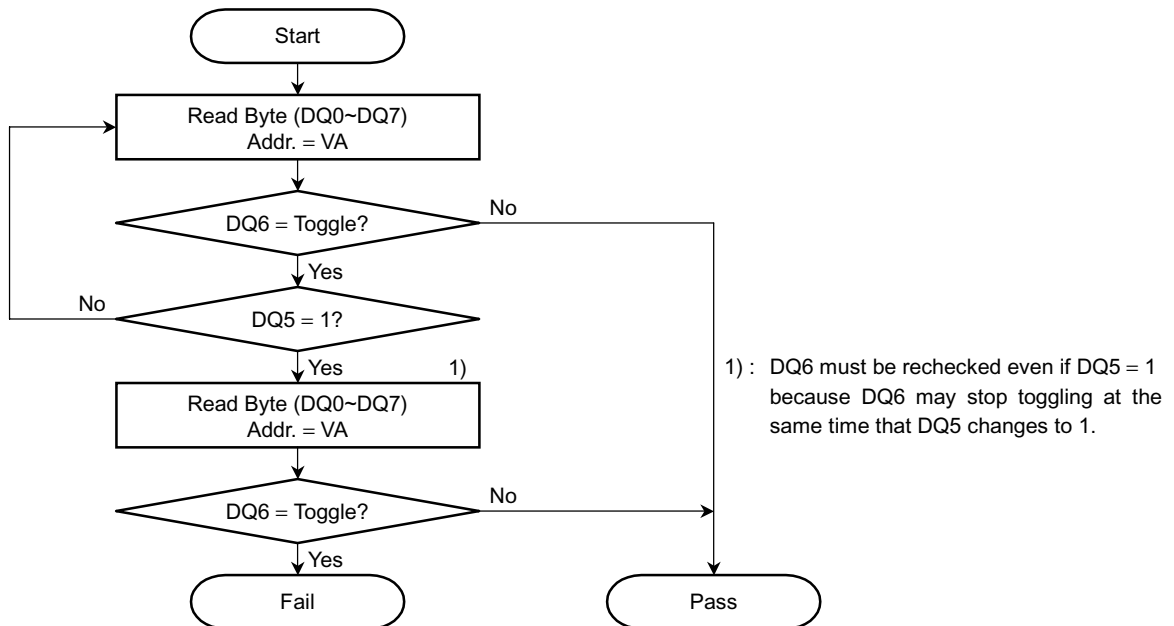 Start
Read Byte (DQ0~DQ7)
Addr. = VA
DQ6 = Toggle?
No
Yes
No
DQ5 = 1?
Yes
1)
Read Byte (DQ0~DQ7)
Addr. = VA
1) : DQ6 must be rechecked even if DQ5 = 1
because DQ6 may stop toggling at the
same time that DQ5 changes to 1.
DQ6 = Toggle?
No
Yes
Fail
Pass